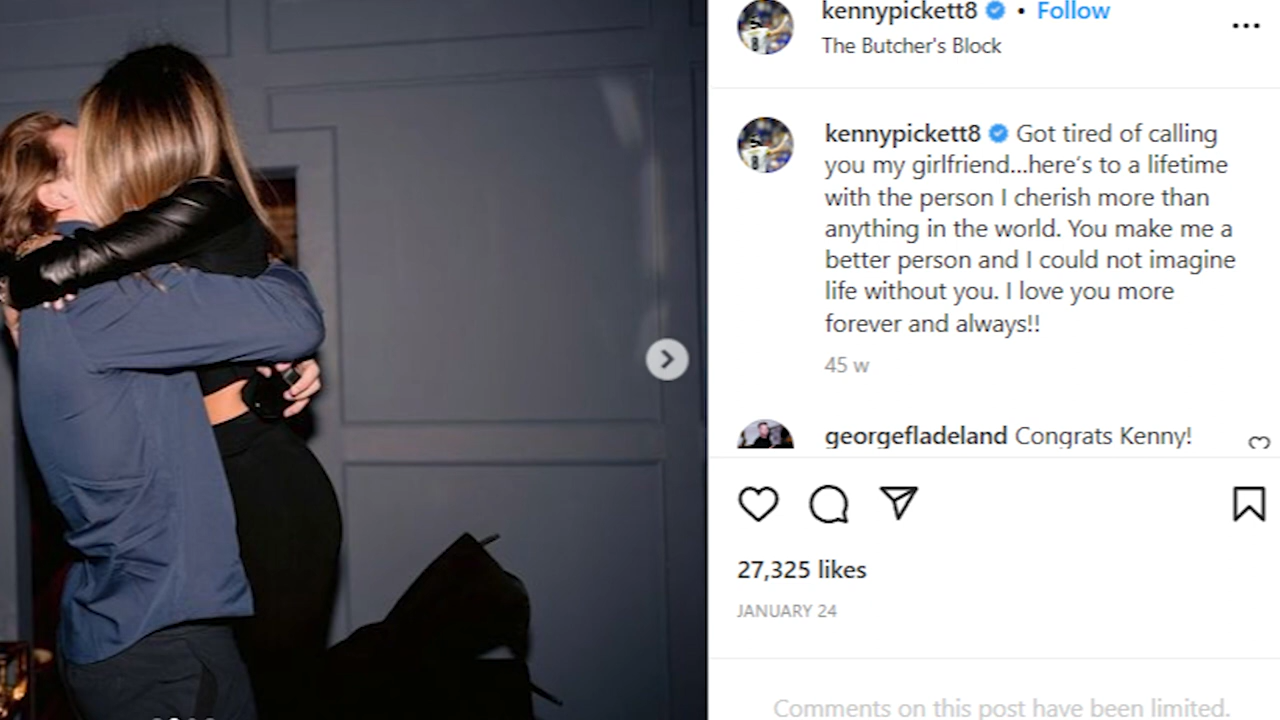 kennypickett8 • Follow
The Butcher's Block
kennypickett8 Got tired of calling
you my girlfriend...here's to a lifetime
with the person I cherish more than
anything in the world. You make me a
better person and I could not imagine
life without you. I love you more
forever and always!!
45 w
georgefladeland Congrats Kenny!
27,325 likes
JANUARY 24
Comments on this post have been limited.